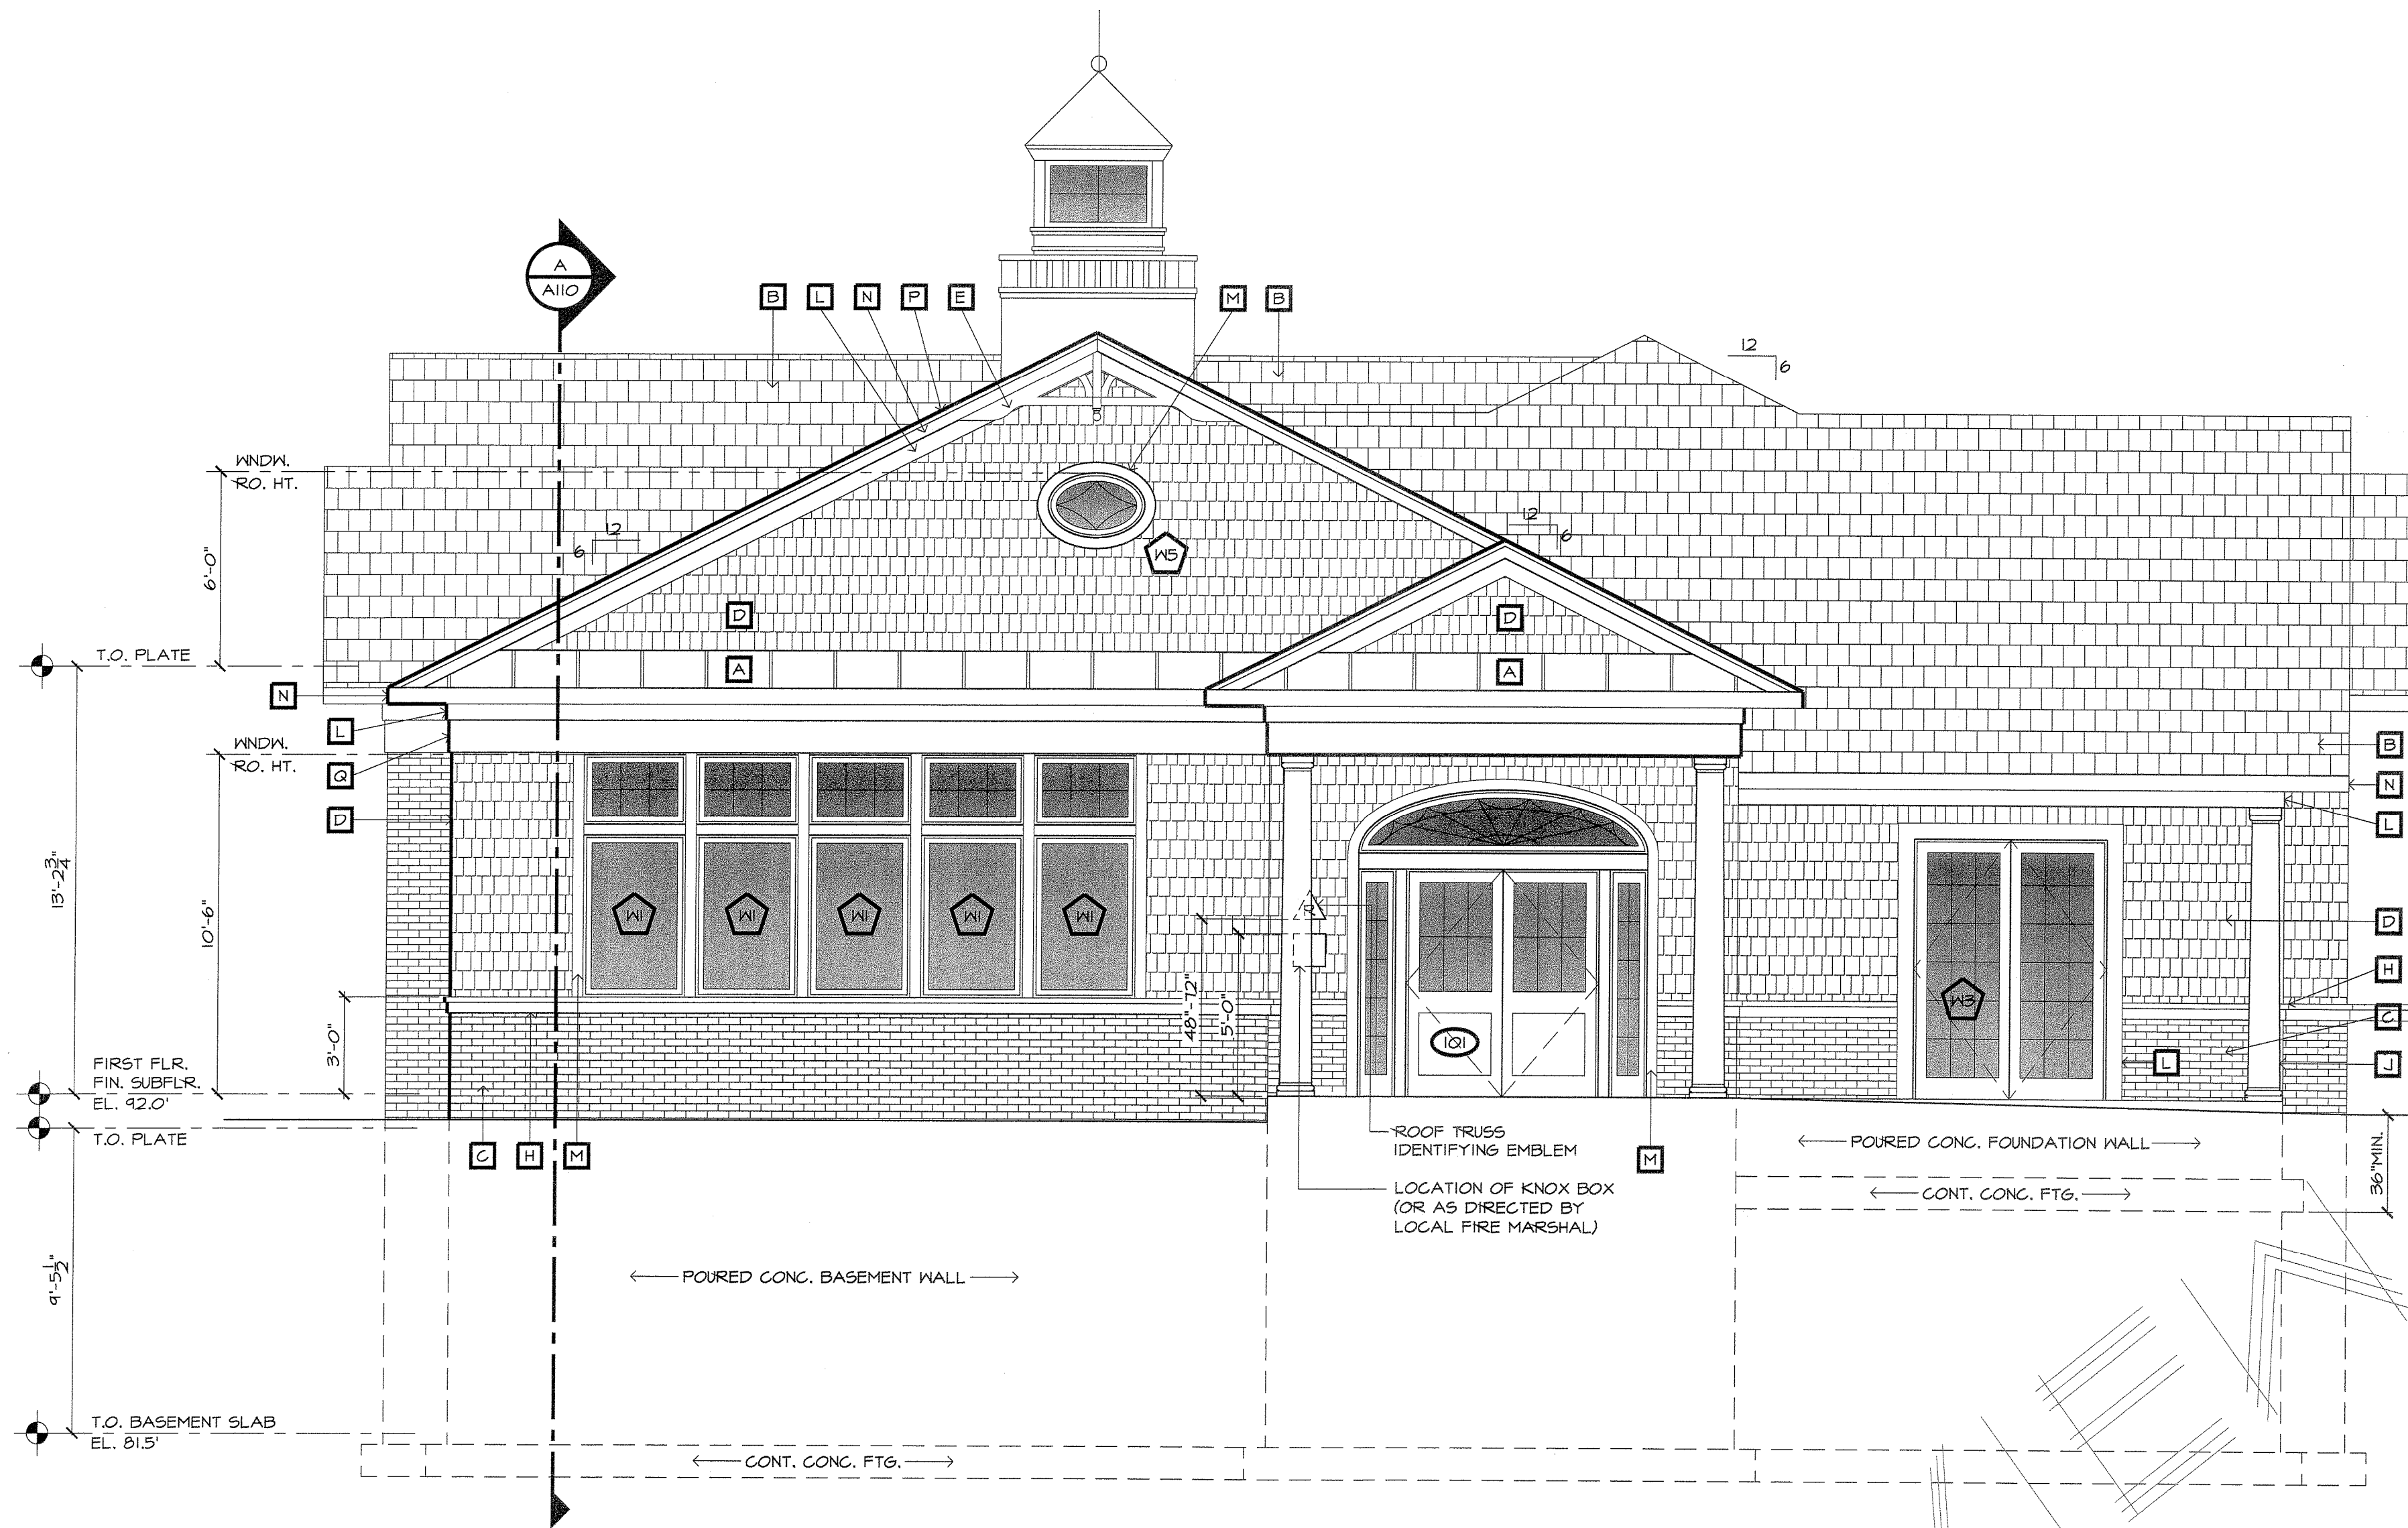 A
A110
B L N P E M B
12
6
WNDW.
RO. HT.
6'-0"
12
6
12
6
W5
D
D
T.O. PLATE
A
A
N
L
WNDW.
RO. HT.
Q
D
B
N
L
13'-2 3/4"
10'-6"
W1 W1 W1 W1 W1
R
D
48"-72"
5'-0"
H
W3
C
3'-0"
101
L
J
FIRST FLR.
FIN. SUBFLR.
EL. 92.0'
T.O. PLATE
C H M
ROOF TRUSS
IDENTIFYING EMBLEM
M
POURED CONC. FOUNDATION WALL
36"MIN.
LOCATION OF KNOX BOX
(OR AS DIRECTED BY
LOCAL FIRE MARSHAL)
CONT. CONC. FTG.
9'-5 1/2"
POURED CONC. BASEMENT WALL
T.O. BASEMENT SLAB
EL. 81.5'
CONT. CONC. FTG.